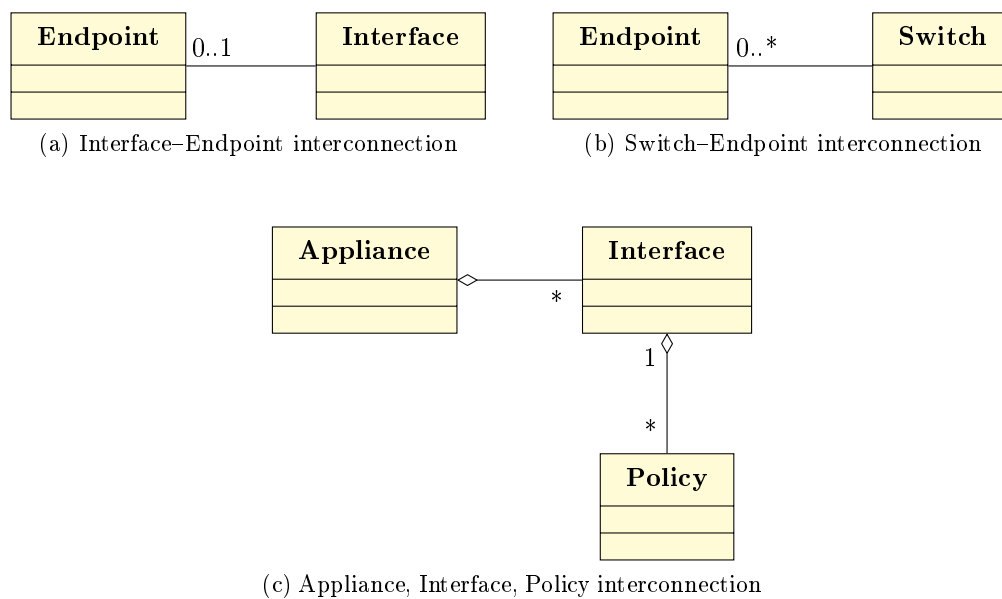 Endpoint
0..1
Interface
(a) Interface–Endpoint interconnection
Endpoint
0..*
Switch
(b) Switch–Endpoint interconnection
Appliance
*
Interface
1
*
Policy
(c) Appliance, Interface, Policy interconnection